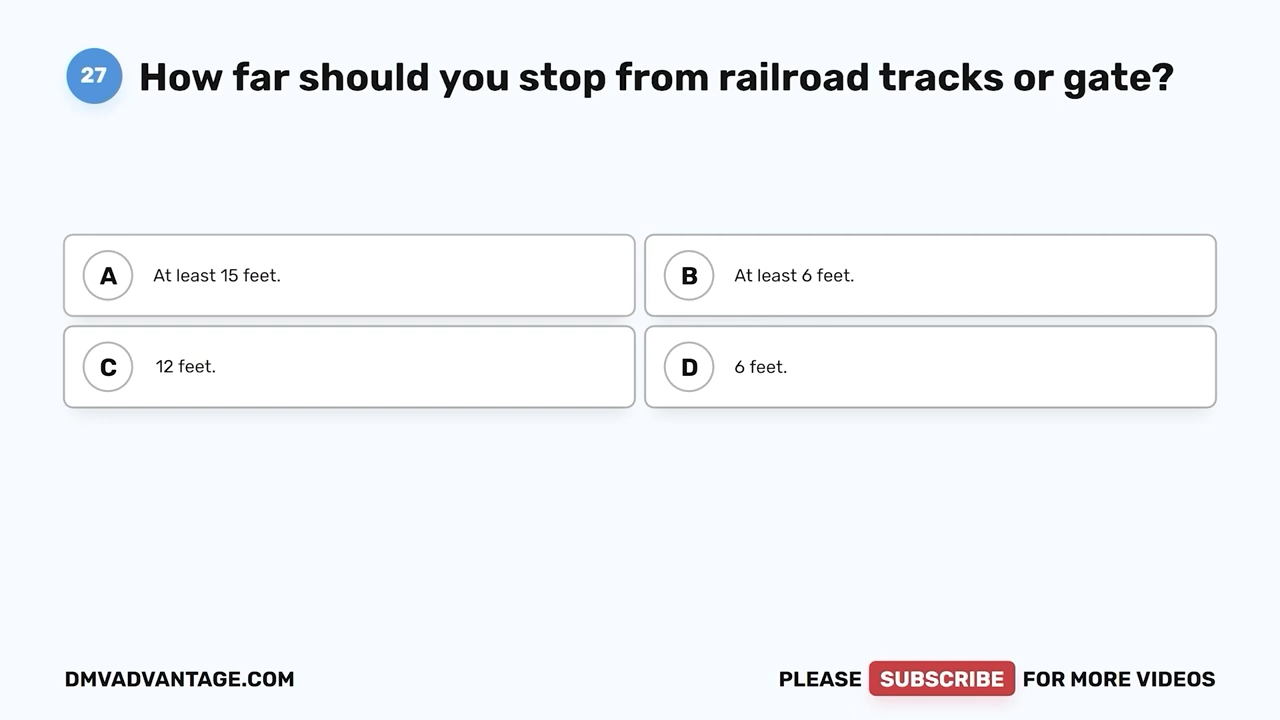 27 How far should you stop from railroad tracks or gate?
A At least 15 feet.
B At least 6 feet.
C 12 feet.
D 6 feet.
DMVADVANTAGE.COM
PLEASE SUBSCRIBE FOR MORE VIDEOS